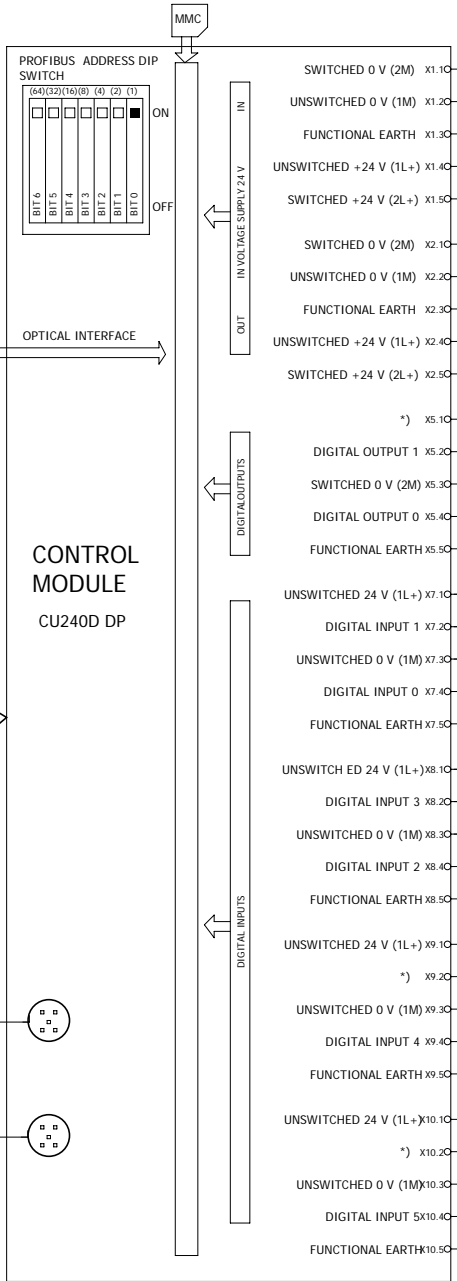 MMC
PROFIBUS ADDRESS DIP
SWITCH
(64)(32)(16)(8) (4) (2) (1)
ON
BIT 6 BIT 5 BIT 4 BIT 3 BIT 2 BIT 1 BIT 0
OFF
OPTICAL INTERFACE
CONTROL
MODULE
CU240D DP
IN
IN VOLTAGE SUPPLY 24 V
OUT
DIGITALOUTPUTS
DIGITAL INPUTS
SWITCHED 0 V (2M) X1.1
UNSWITCHED 0 V (1M) X1.2
FUNCTIONAL EARTH X1.3
UNSWITCHED +24 V (1L+) X1.4
SWITCHED +24 V (2L+) X1.5
SWITCHED 0 V (2M) X2.1
UNSWITCHED 0 V (1M) X2.2
FUNCTIONAL EARTH X2.3
UNSWITCHED +24 V (1L+) X2.4
SWITCHED +24 V (2L+) X2.5
*) X5.1
DIGITAL OUTPUT 1 X5.2
SWITCHED 0 V (2M) X5.3
DIGITAL OUTPUT 0 X5.4
FUNCTIONAL EARTH X5.5
UNSWITCHED 24 V (1L+) X7.1
DIGITAL INPUT 1 X7.2
UNSWITCHED 0 V (1M) X7.3
DIGITAL INPUT 0 X7.4
FUNCTIONAL EARTH X7.5
UNSWITCH ED 24 V (1L+) X8.1
DIGITAL INPUT 3 X8.2
UNSWITCHED 0 V (1M) X8.3
DIGITAL INPUT 2 X8.4
FUNCTIONAL EARTH X8.5
UNSWITCHED 24 V (1L+) X9.1
*) X9.2
UNSWITCHED 0 V (1M) X9.3
DIGITAL INPUT 4 X9.4
FUNCTIONAL EARTH X9.5
UNSWITCHED 24 V (1L+) X10.1
*) X10.2
UNSWITCHED 0 V (1M) X10.3
DIGITAL INPUT 5 X10.4
FUNCTIONAL EARTH X10.5